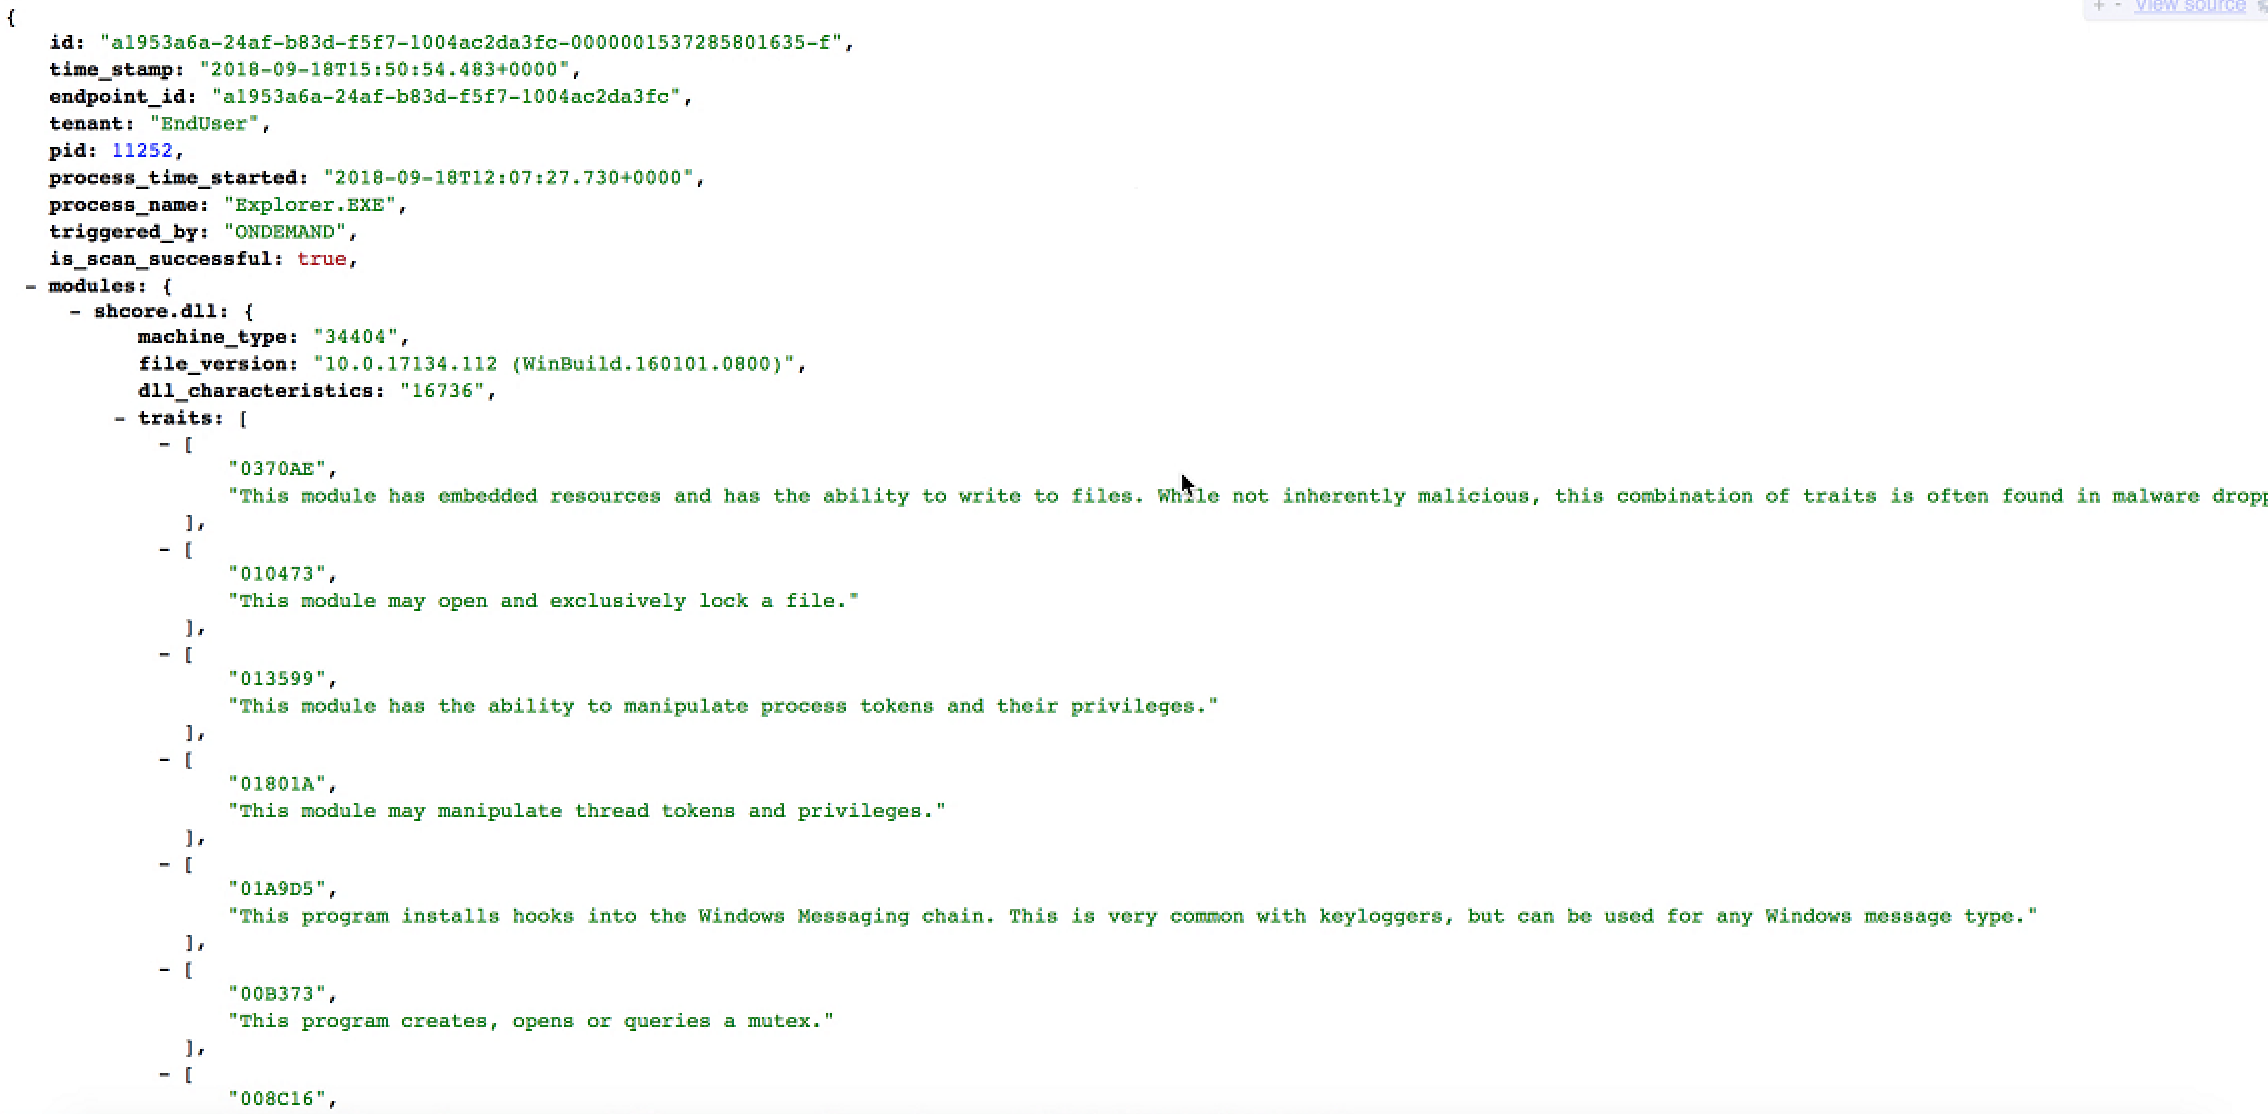 + - View source
{
id: "a1953a6a-24af-b83d-f5f7-1004ac2da3fc-0000001537285801635-f",
time_stamp: "2018-09-18T15:50:54.483+0000",
endpoint_id: "a1953a6a-24af-b83d-f5f7-1004ac2da3fc",
tenant: "EndUser",
pid: 11252,
process_time_started: "2018-09-18T12:07:27.730+0000",
process_name: "Explorer.EXE",
triggered_by: "ONDEMAND",
is_scan_successful: true,
- modules: {
- shcore.dll: {
machine_type: "34404",
file_version: "10.0.17134.112 (WinBuild.160101.0800)",
dll_characteristics: "16736",
- traits: [
- [
"0370AE",
"This module has embedded resources and has the ability to write to files. While not inherently malicious, this combination of traits is often found in malware
],
- [
"010473",
"This module may open and exclusively lock a file."
],
- [
"013599",
"This module has the ability to manipulate process tokens and their privileges."
],
- [
"01801A",
"This module may manipulate thread tokens and privileges."
],
- [
"01A9D5",
"This program installs hooks into the Windows Messaging chain. This is very common with keyloggers, but can be used for any Windows message type."
],
- [
"00B373",
"This program creates, opens or queries a mutex."
],
- [
"008C16",